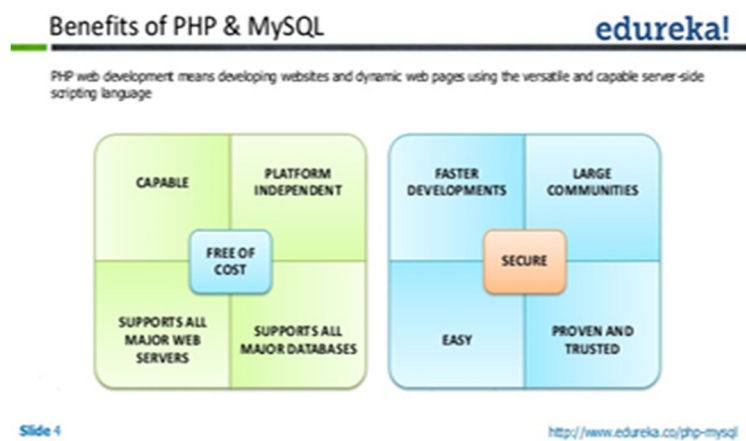 Benefits of PHP & MySQL
edureka!
PHP web development means developing websites and dynamic web pages using the versatile and capable server-side
scripting language
CAPABLE
PLATFORM
INDEPENDENT
FREE OF
COST
SUPPORTS ALL
MAJOR WEB
SERVERS
SUPPORTS ALL
MAJOR DATABASES
FASTER
DEVELOPMENTS
LARGE
COMMUNITIES
SECURE
EASY
PROVEN AND
TRUSTED
Slide 4
http://www.edureka.co/php-mysql